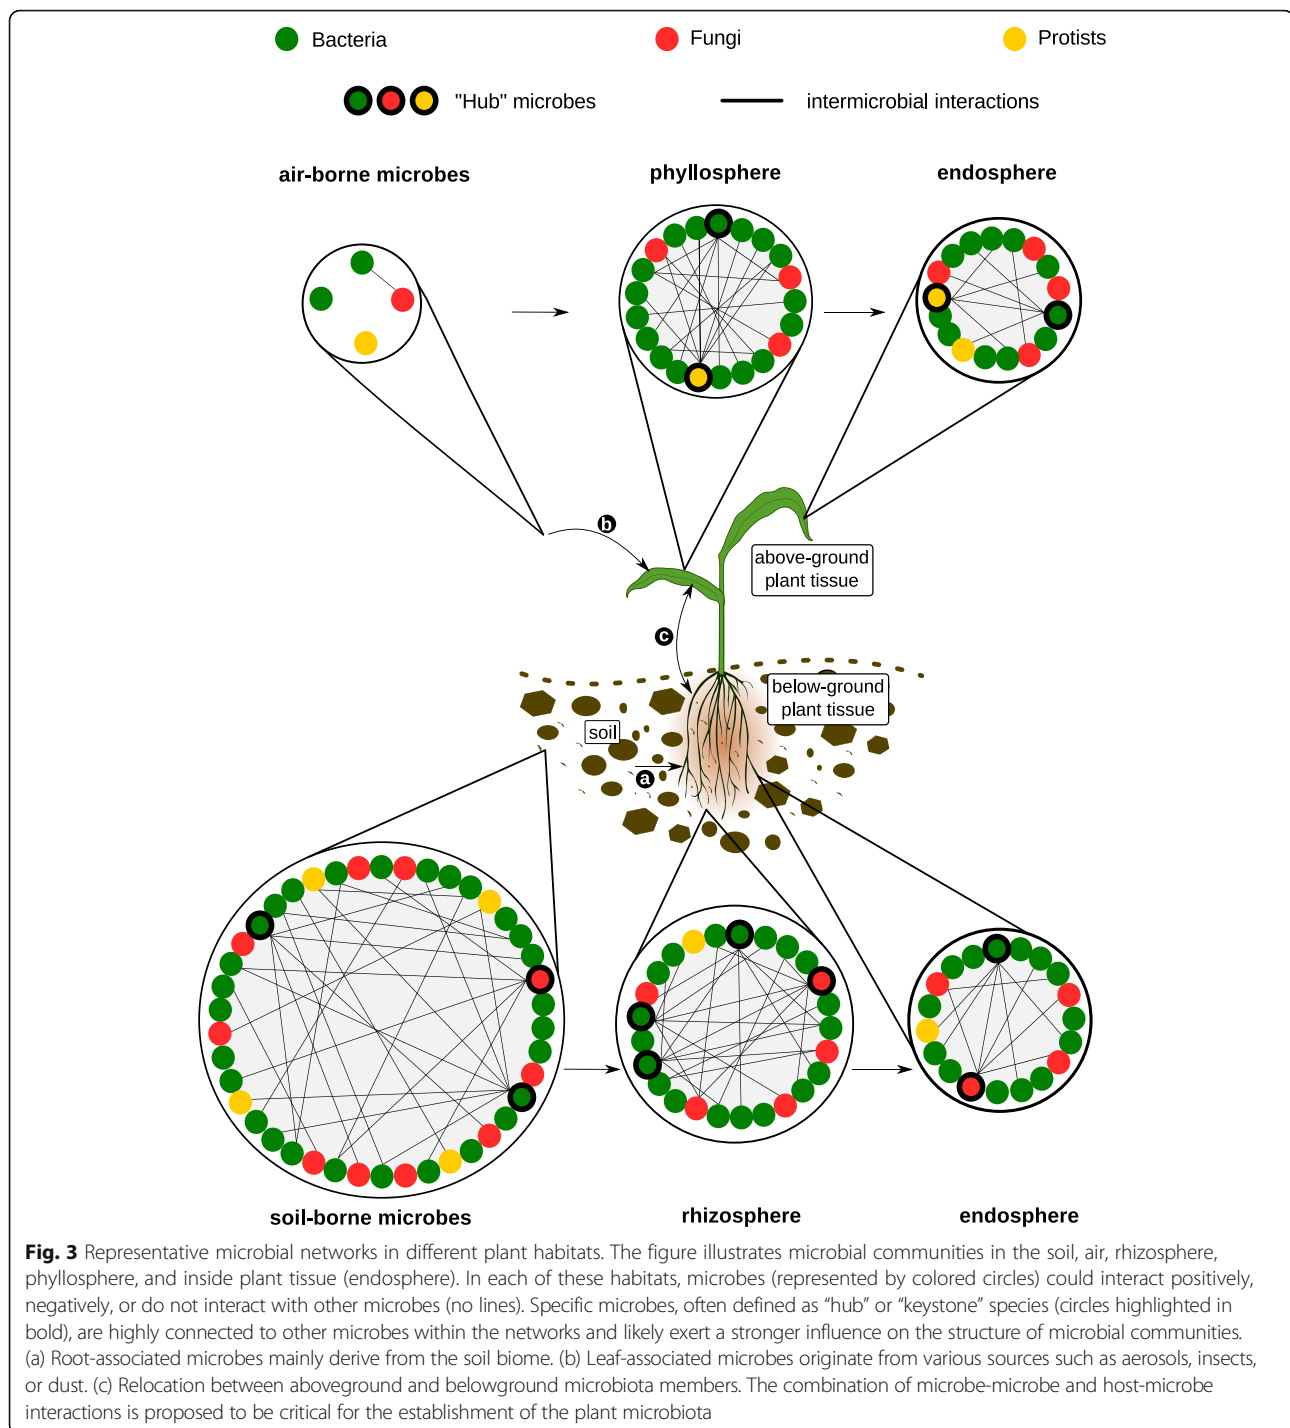 Bacteria
Fungi
Protists
"Hub" microbes
intermicrobial interactions
air-borne microbes
phyllosphere
endosphere
b
above-ground
plant tissue
c
below-ground
plant tissue
soil
a
soil-borne microbes
rhizosphere
endosphere
Fig. 3 Representative microbial networks in different plant habitats. The figure illustrates microbial communities in the soil, air, rhizosphere,
phyllosphere, and inside plant tissue (endosphere). In each of these habitats, microbes (represented by colored circles) could interact positively,
negatively, or do not interact with other microbes (no lines). Specific microbes, often defined as “hub” or “keystone” species (circles highlighted in
bold), are highly connected to other microbes within the networks and likely exert a stronger influence on the structure of microbial communities.
(a) Root-associated microbes mainly derive from the soil biome. (b) Leaf-associated microbes originate from various sources such as aerosols, insects,
or dust. (c) Relocation between aboveground and belowground microbiota members. The combination of microbe-microbe and host-microbe
interactions is proposed to be critical for the establishment of the plant microbiota